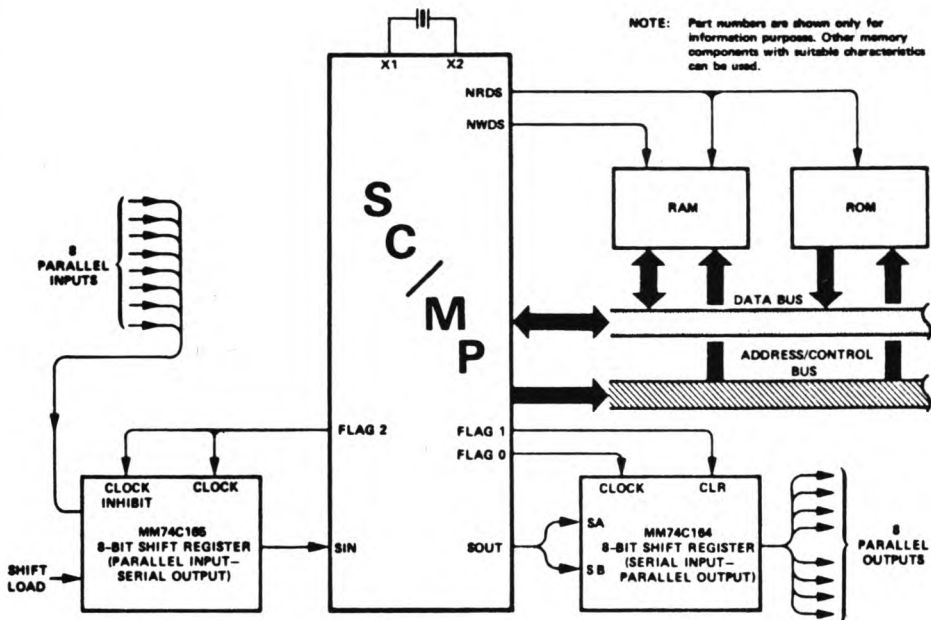 NOTE: Part numbers are shown only for
information purposes. Other memory
components with suitable characteristics
can be used.
X1 X2
NRDS
NWDS
RAM
ROM
SC/MP
8
PARALLEL
INPUTS
DATA BUS
ADDRESS/CONTROL
BUS
FLAG 2
FLAG 1
FLAG 0
CLOCK
INHIBIT
CLOCK
MM74C165
8-BIT SHIFT REGISTER
(PARALLEL INPUT–
SERIAL OUTPUT)
SHIFT
LOAD
SIN
SOUT
CLOCK
CLR
SA
SB
MM74C164
8-BIT SHIFT REGISTER
(SERIAL INPUT–
PARALLEL OUTPUT)
8
PARALLEL
OUTPUTS